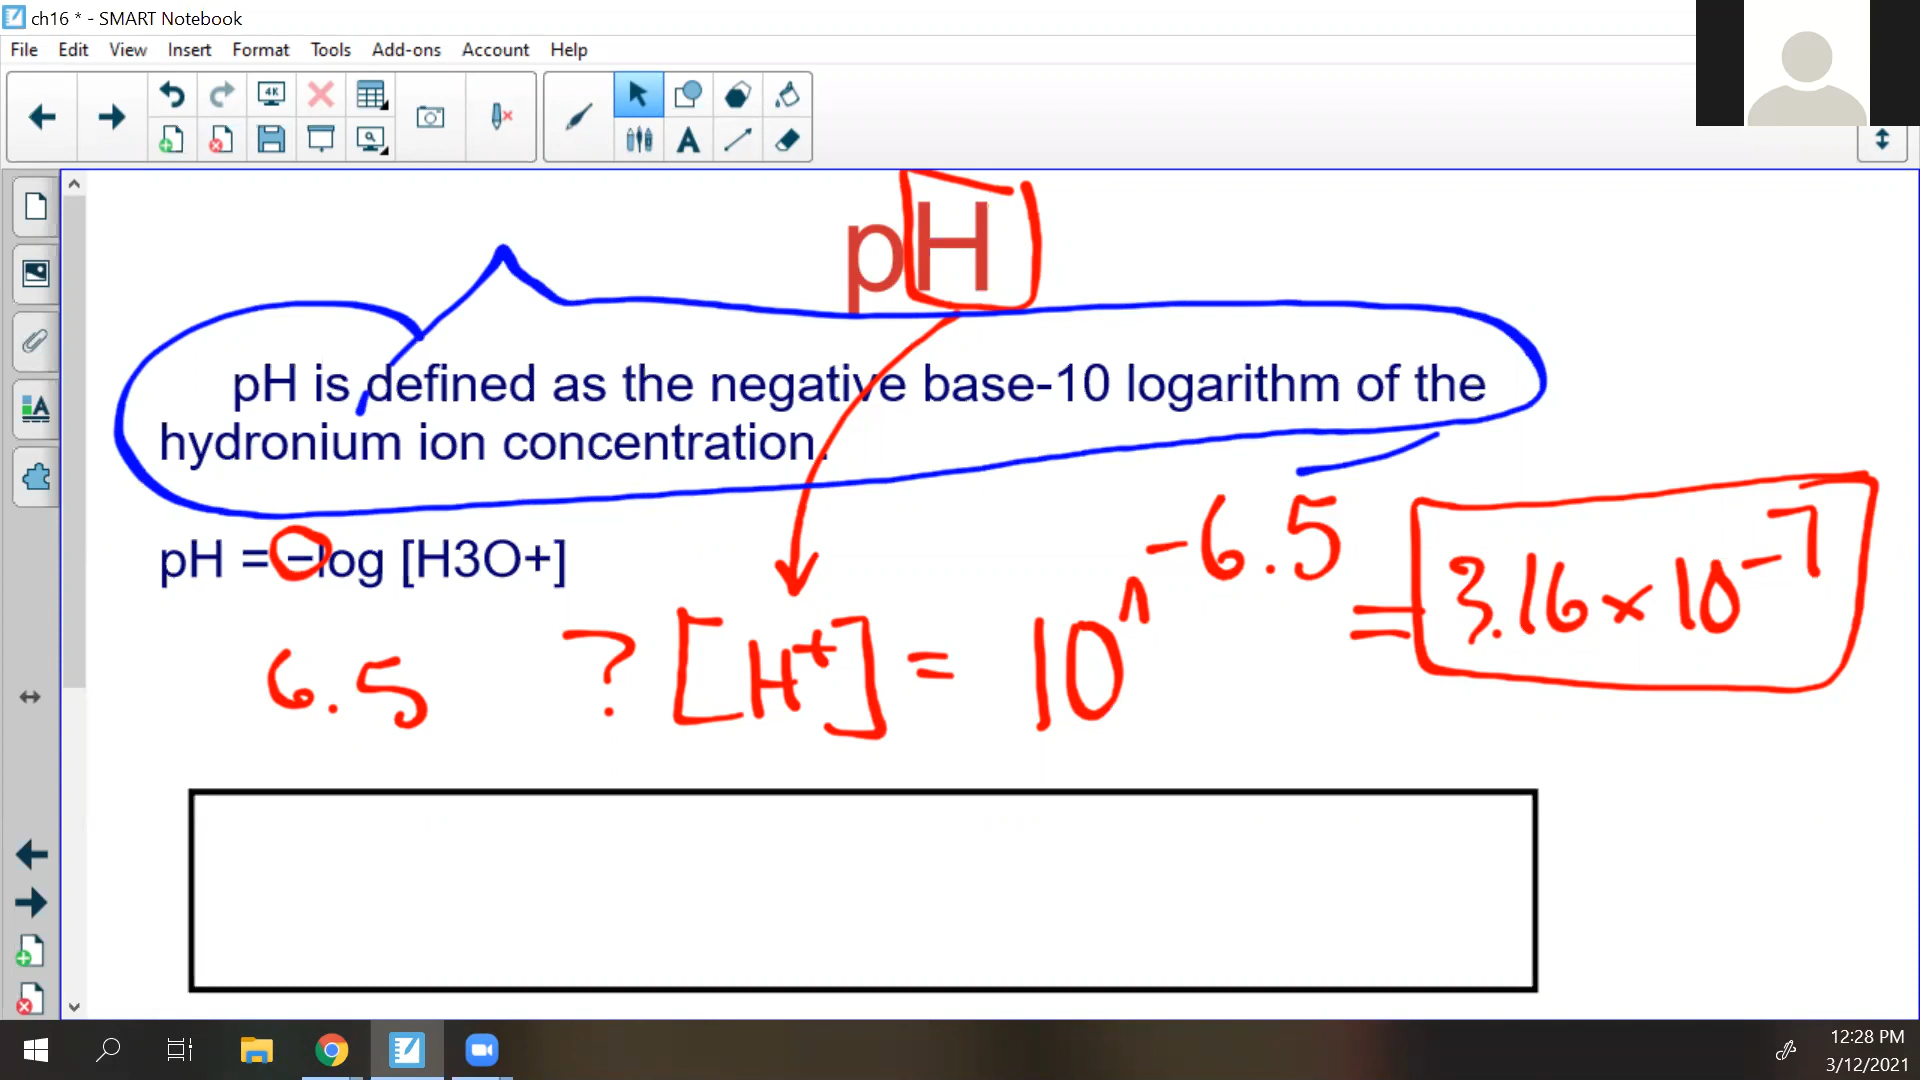 ch16 * - SMART Notebook
File Edit View Insert Format Tools Add-ons Account Help
4K
A
pH
pH is defined as the negative base-10 logarithm of the
hydronium ion concentration.
pH = –log [H3O+]
6.5 ? [H+] = 10^-6.5 = 3.16 x 10-7
12:28 PM
3/12/2021